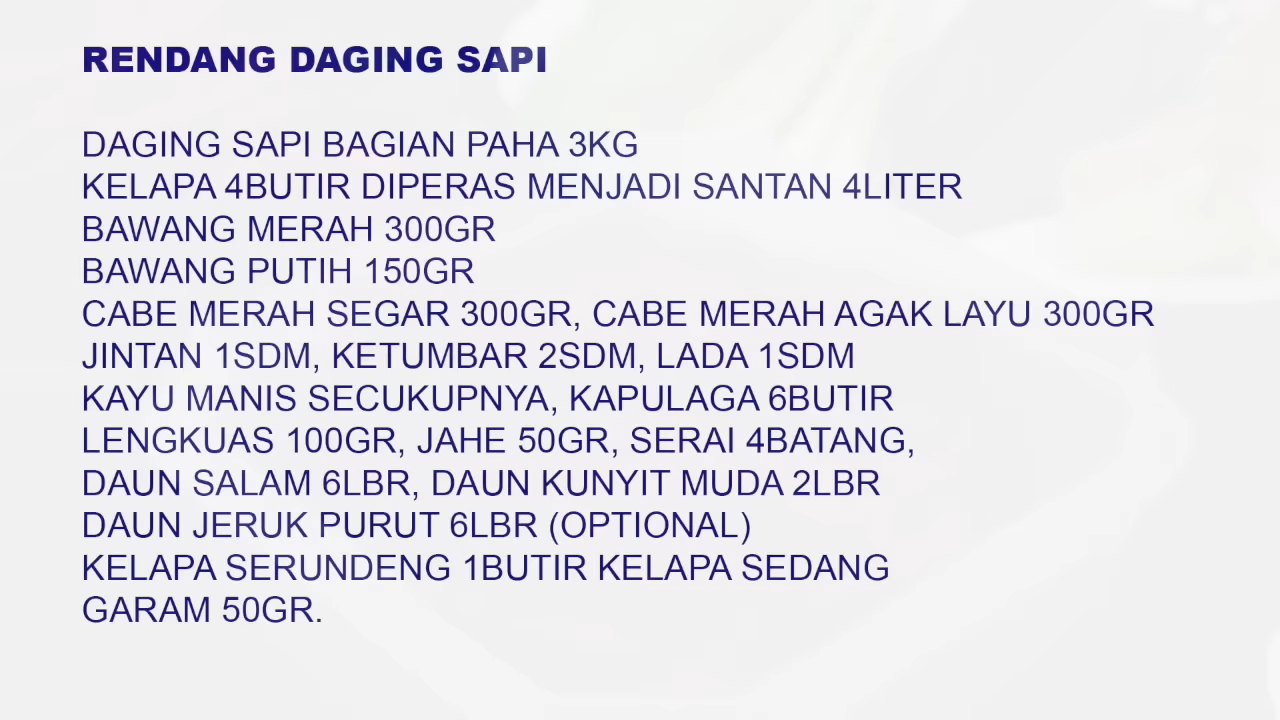 RENDANG DAGING SAPI
DAGING SAPI BAGIAN PAHA 3KG
KELAPA 4BUTIR DIPERAS MENJADI SANTAN 4LITER
BAWANG MERAH 300GR
BAWANG PUTIH 150GR
CABE MERAH SEGAR 300GR, CABE MERAH AGAK LAYU 300GR
JINTAN 1SDM, KETUMBAR 2SDM, LADA 1SDM
KAYU MANIS SECUKUPNYA, KAPULAGA 6BUTIR
LENGKUAS 100GR, JAHE 50GR, SERAI 4BATANG,
DAUN SALAM 6LBR, DAUN KUNYIT MUDA 2LBR
DAUN JERUK PURUT 6LBR (OPTIONAL)
KELAPA SERUNDENG 1BUTIR KELAPA SEDANG
GARAM 50GR.